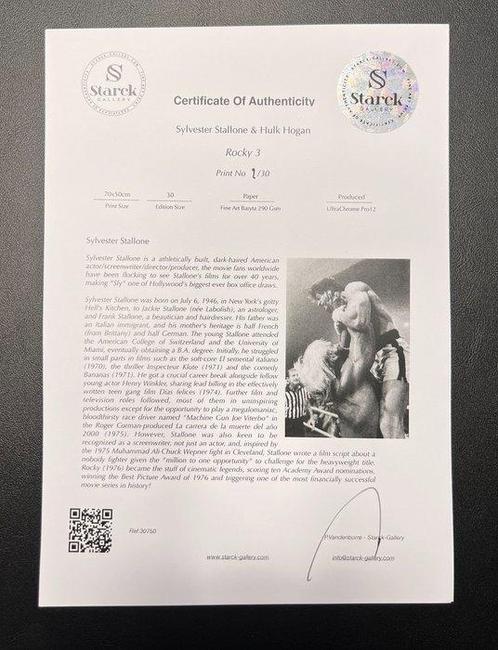 Starck
GALLERY
Starck
GALLERY
Certificate Of Authenticity
Sylvester Stallone & Hulk Hogan
Rocky 3
Print No 1/30
70x50cm
Print Size
30
Edition Size
Paper
Fine Art Baryta 290 Gsm
Produced
UltraChrome Pro12
Sylvester Stallone
Sylvester Stallone is a athletically built, dark-haired American
actor/screenwriter/director/producer, the movie fans worldwide
have been flocking to see Stallone's films for over 40 years,
making "Sly" one of Hollywood's biggest ever box office draws.
Sylvester Stallone was born on July 6, 1946, in New York's gritty
Hell's Kitchen, to Jackie Stallone (née Labofish), an astrologer,
and Frank Stallone, a beautician and hairdresser. His father was
an Italian immigrant, and his mother's heritage is half French
(from Brittany) and half German. The young Stallone attended
the American College of Switzerland and the University of
Miami, eventually obtaining a B.A. degree. Initially, he struggled
in small parts in films such as the soft-core El semental italiano
(1970), the thriller Inspecteur Klute (1971) and the comedy
Bananas (1971). He got a crucial career break alongside fellow
young actor Henry Winkler, sharing lead billing in the effectively
written teen gang film Días felices (1974). Further film and
television roles followed, most of them in uninspiring
productions except for the opportunity to play a megalomaniac,
bloodthirsty race driver named "Machine Gun Joe Viterbo" in
the Roger Corman-produced La carrera de la muerte del año
2000 (1975). However, Stallone was also keen to be
recognized as a screenwriter, not just an actor, and, inspired by
the 1975 Muhammad Ali-Chuck Wepner fight in Cleveland, Stallone wrote a film script about a
nobody fighter given the "million to one opportunity" to challenge for the heavyweight title.
Rocky (1976) became the stuff of cinematic legends, scoring ten Academy Award nominations,
winning the Best Picture Award of 1976 and triggering one of the most financially successful
movie series in history!
Ref 30750
P.Vandenborre - Starck-Gallery
www.starck-gallery.com
info@starck-gallery.com